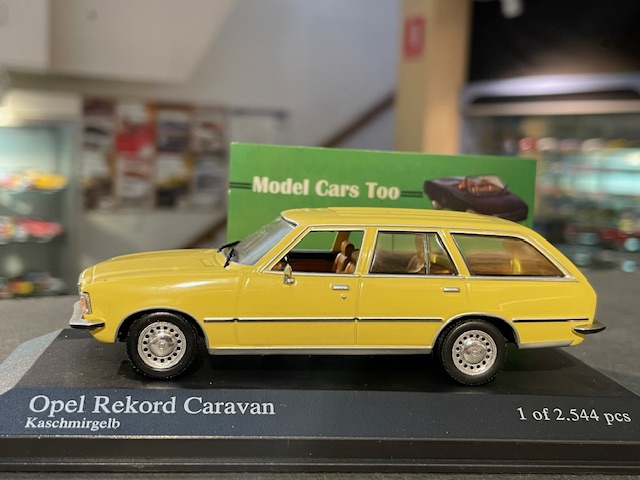 Model Cars Too
Opel Rekord Caravan
Kaschmirgelb
1 of 2.544 pcs